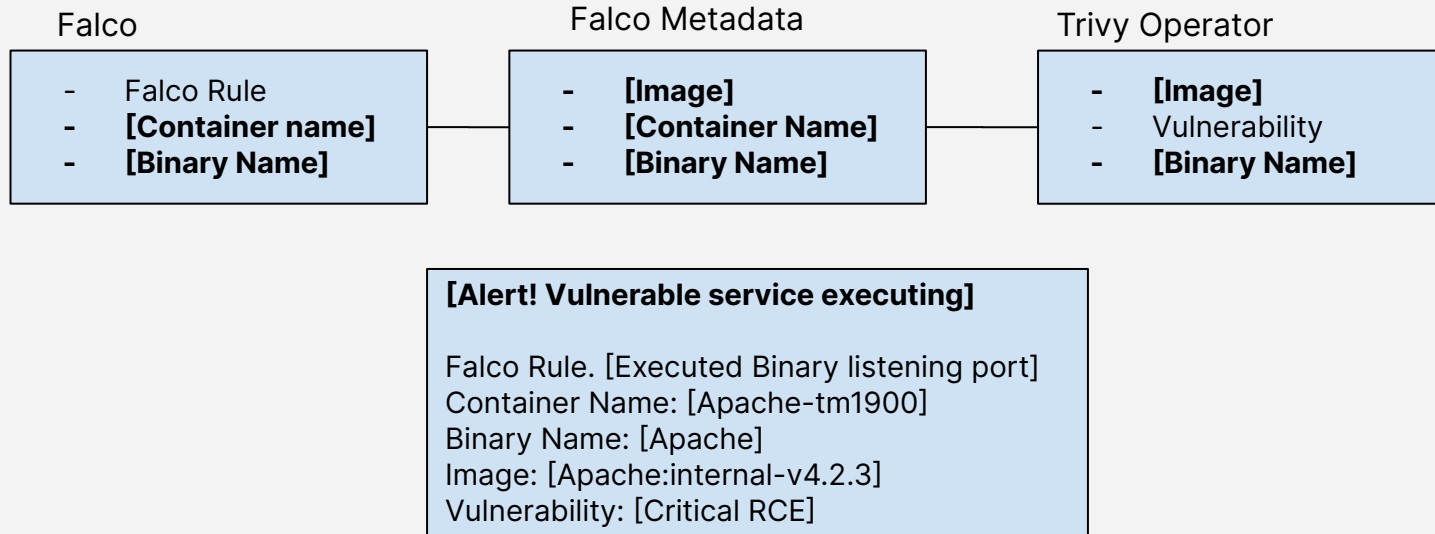 Falco
- Falco Rule
- [Container name]
- [Binary Name]
Falco Metadata
- [Image]
- [Container Name]
- [Binary Name]
Trivy Operator
- [Image]
- Vulnerability
- [Binary Name]
[Alert! Vulnerable service executing]
Falco Rule. [Executed Binary listening port]
Container Name: [Apache-tm1900]
Binary Name: [Apache]
Image: [Apache:internal-v4.2.3]
Vulnerability: [Critical RCE]